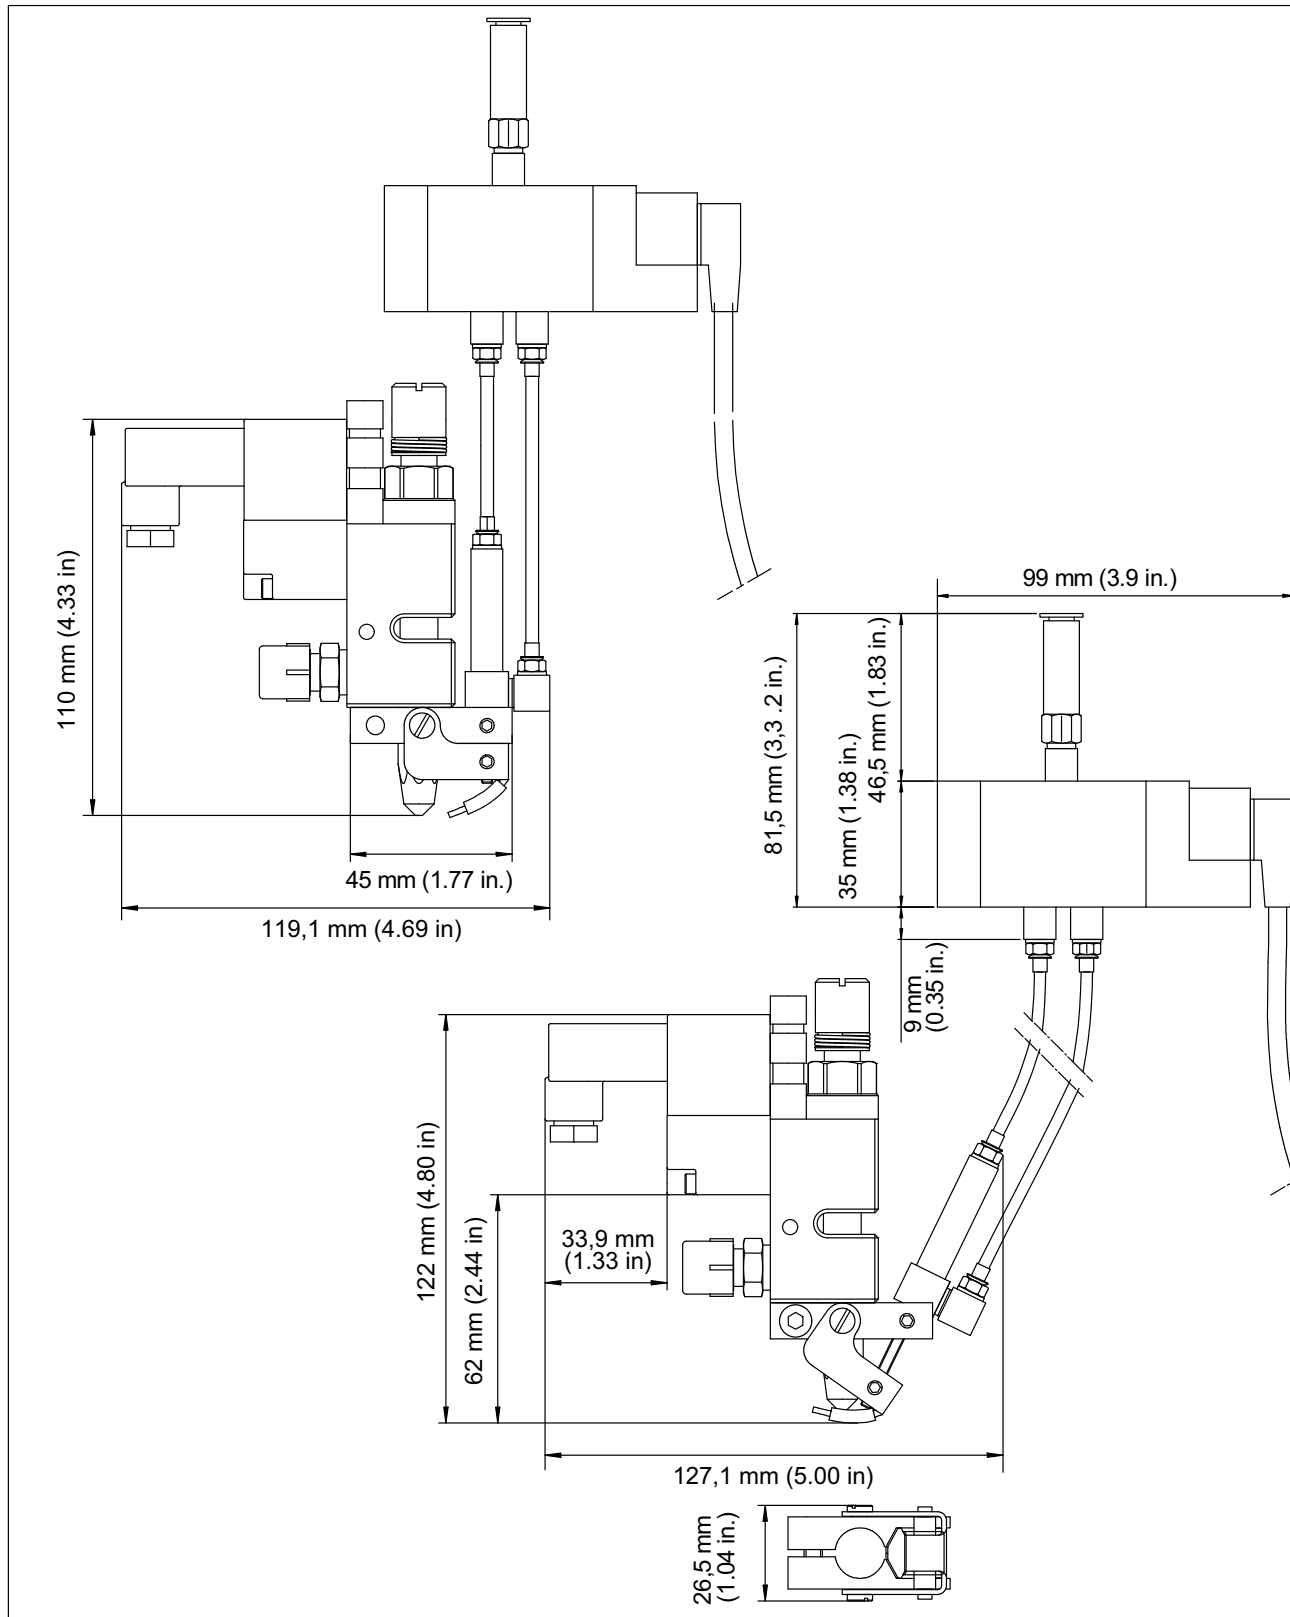 110 mm (4.33 in)
45 mm (1.77 in.)
119,1 mm (4.69 in)
99 mm (3.9 in.)
81,5 mm (3,3 .2 in.)
46,5 mm (1.83 in.)
35 mm (1.38 in.)
9 mm
(0.35 in.)
122 mm (4.80 in)
62 mm (2.44 in)
33,9 mm
(1.33 in)
127,1 mm (5.00 in)
26,5 mm
(1.04 in.)